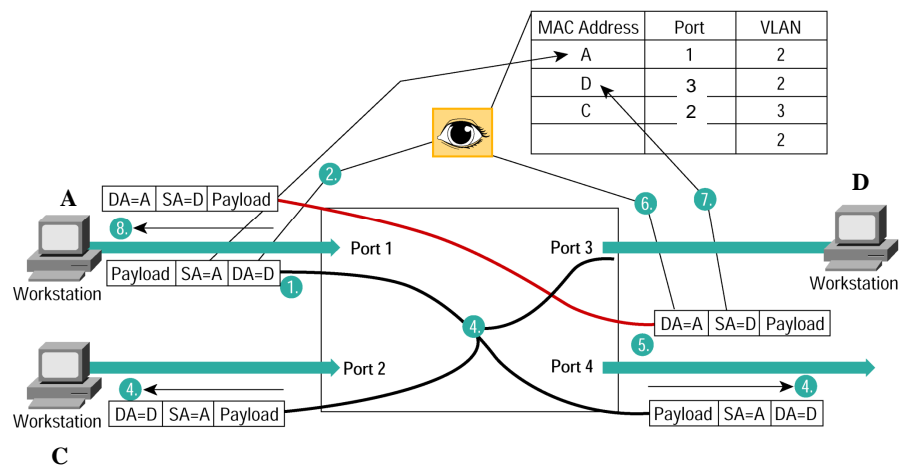 MAC Address Port VLAN
A 1 2
D 3 2
C 2 3
2
2.
6.
7.
A
D
DA=A SA=D Payload
8.
Port 1
Port 3
Workstation
Payload SA=A DA=D
1.
Workstation
4.
DA=A SA=D Payload
5.
Port 2
Port 4
4.
4.
Workstation
DA=D SA=A Payload
Payload SA=A DA=D
C